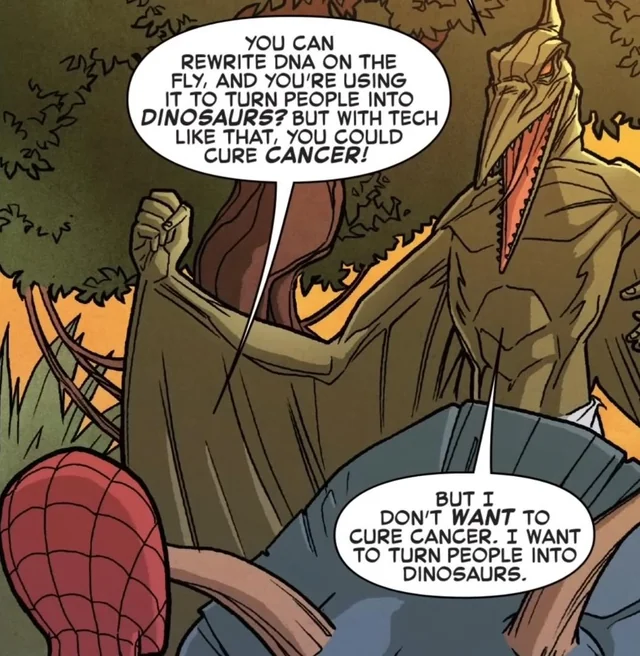 YOU CAN
REWRITE DNA ON THE
FLY, AND YOU'RE USING
IT TO TURN PEOPLE INTO
DINOSAURS? BUT WITH TECH
LIKE THAT, YOU COULD
CURE CANCER!
BUT I
DON'T WANT TO
CURE CANCER. I WANT
TO TURN PEOPLE INTO
DINOSAURS.